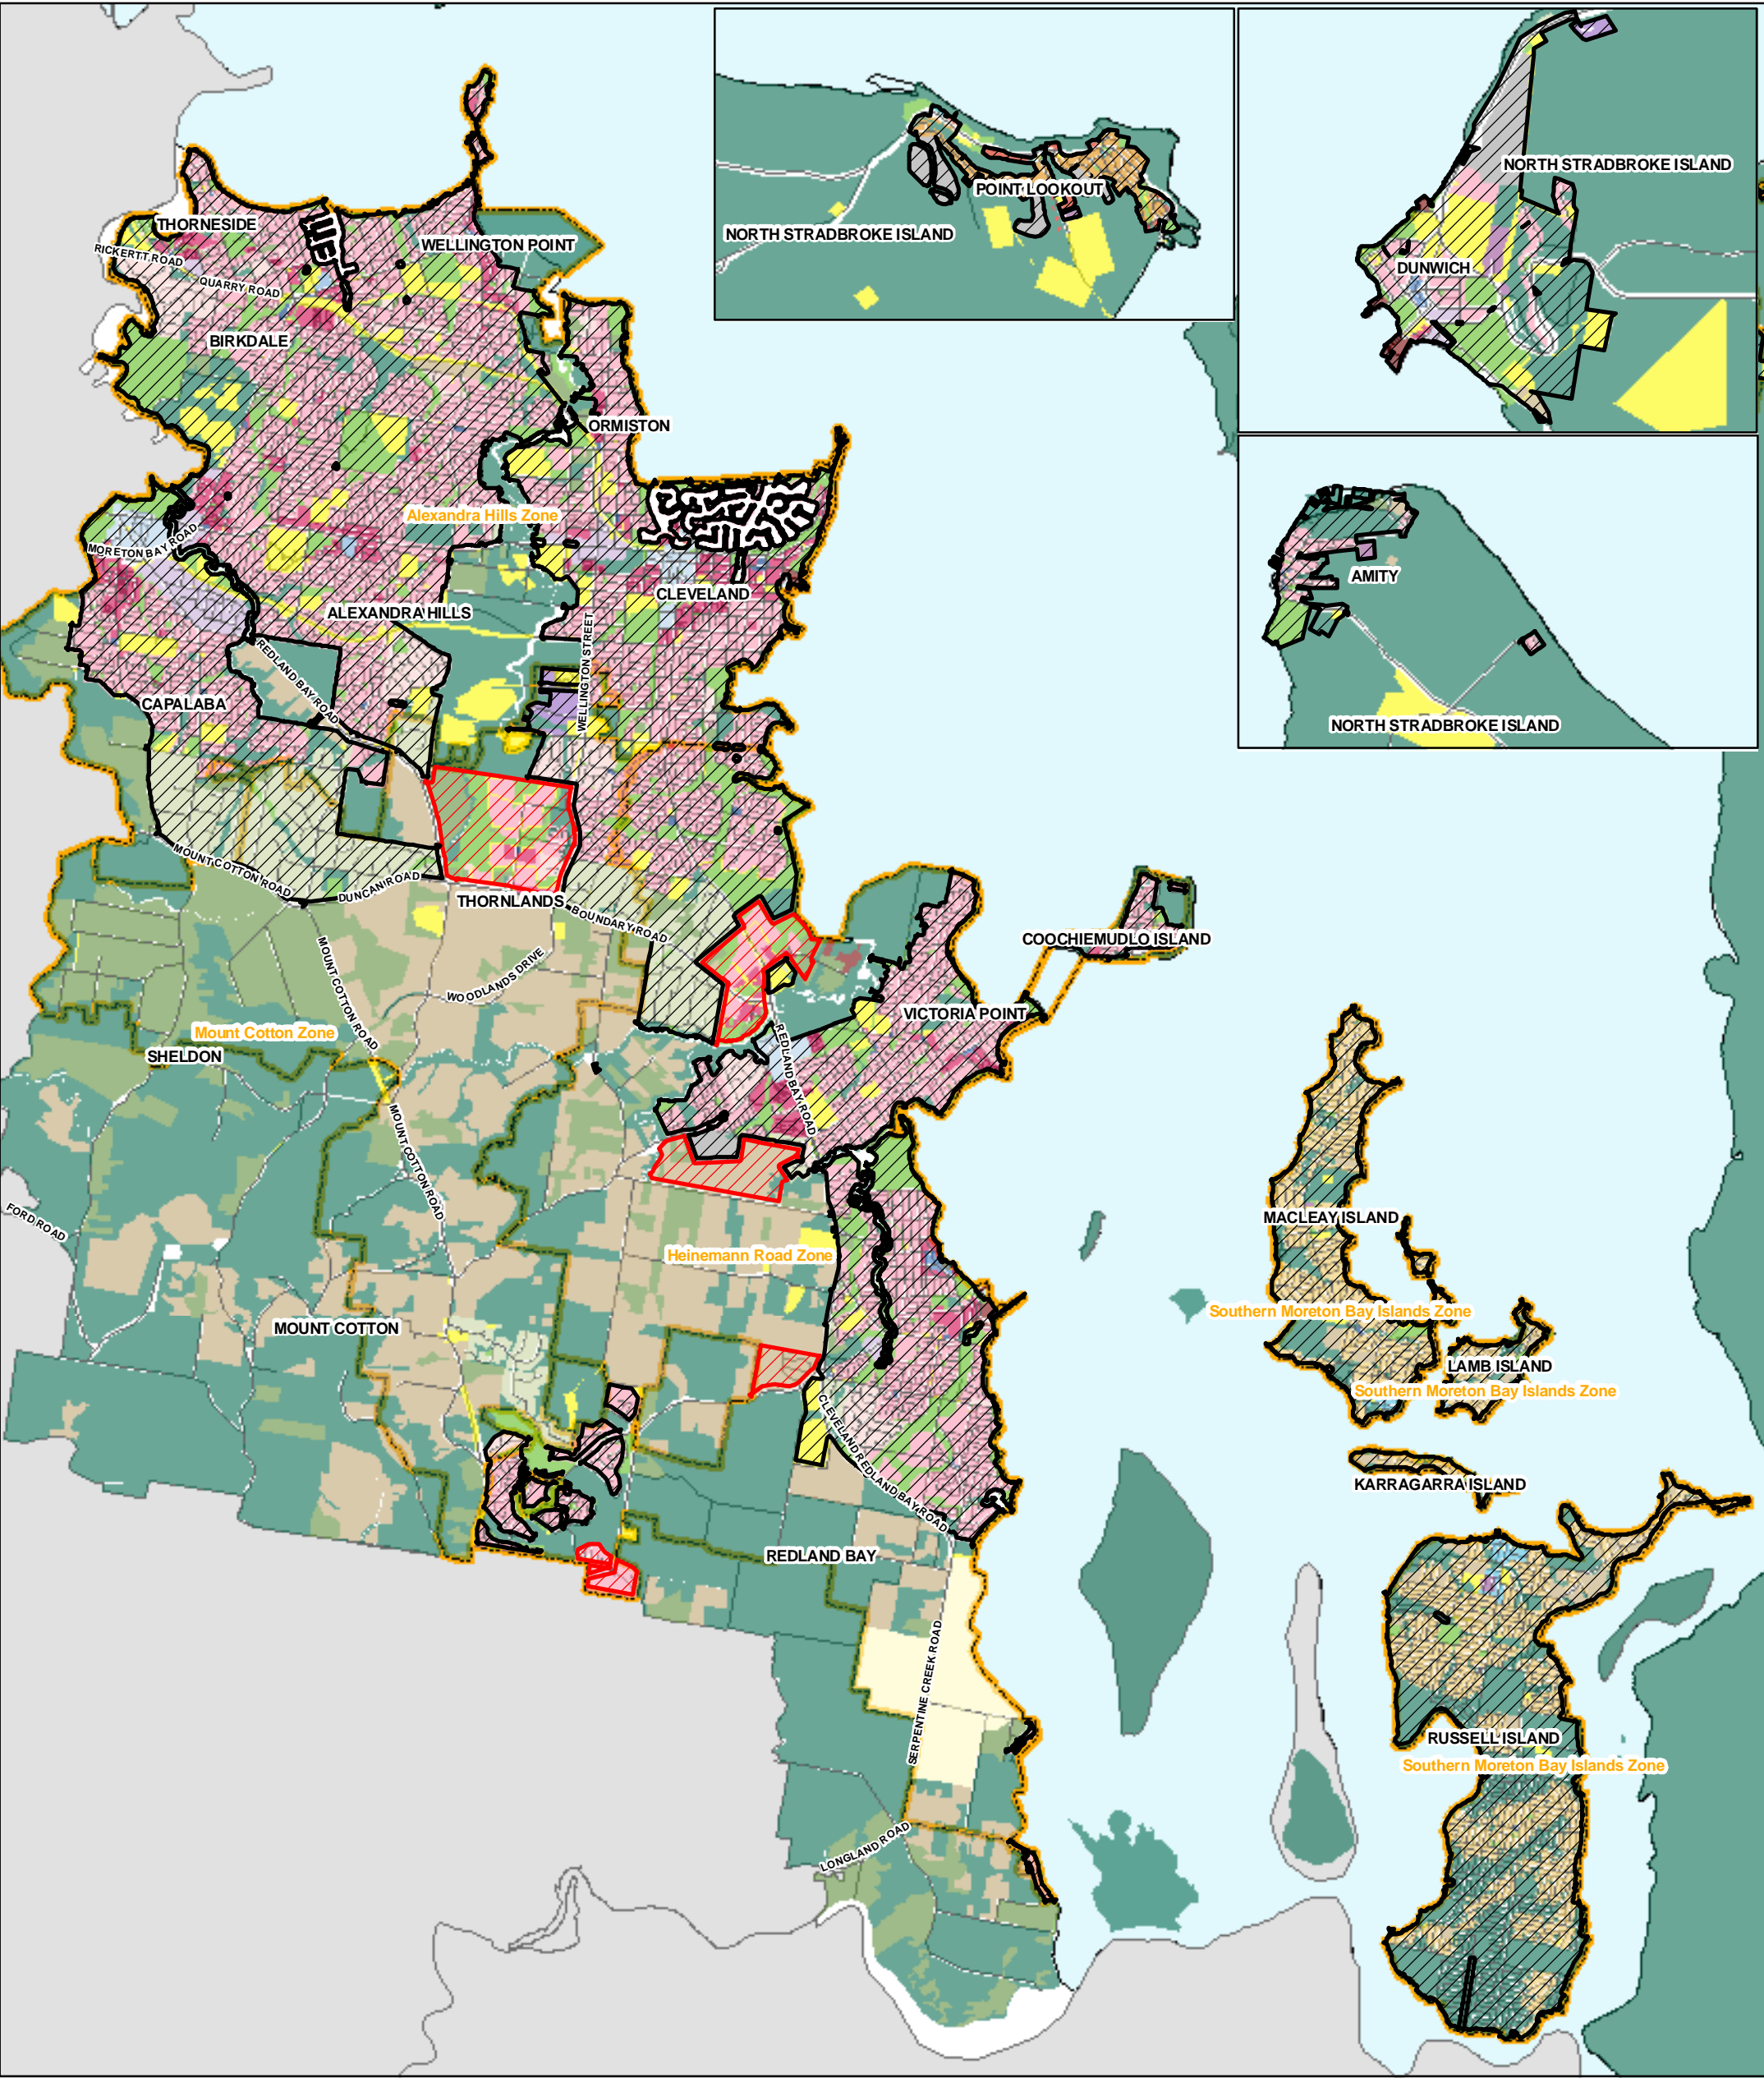 NORTH STRADBROKE ISLAND
POINT LOOKOUT
NORTH STRADBROKE ISLAND
DUNWICH
AMITY
NORTH STRADBROKE ISLAND
THORNESIDE
WELLINGTON POINT
RICKERTT ROAD
QUARRY ROAD
BIRKDALE
ORMISTON
Alexandra Hills Zone
MORETON BAY ROAD
CLEVELAND
ALEXANDRA HILLS
WELLINGTON STREET
REDLAND BAY ROAD
CAPALABA
MOUNT COTTON ROAD
DUNCAN ROAD
THORNLANDS
BOUNDARY ROAD
COOCHIEMUDLO ISLAND
MOUNT COTTON ROAD
WOODLANDS DRIVE
VICTORIA POINT
Mount Cotton Zone
SHELDON
REDLAND BAY ROAD
MOUNT COTTON ROAD
FORD ROAD
MACLEAY ISLAND
Heinemann Road Zone
Southern Moreton Bay Islands Zone
MOUNT COTTON
LAMB ISLAND
Southern Moreton Bay Islands Zone
CLEVELAND REDLAND BAY ROAD
KARRAGARRA ISLAND
REDLAND BAY
SERPENTINE CREEK ROAD
RUSSELL ISLAND
Southern Moreton Bay Islands Zone
LONGLAND ROAD